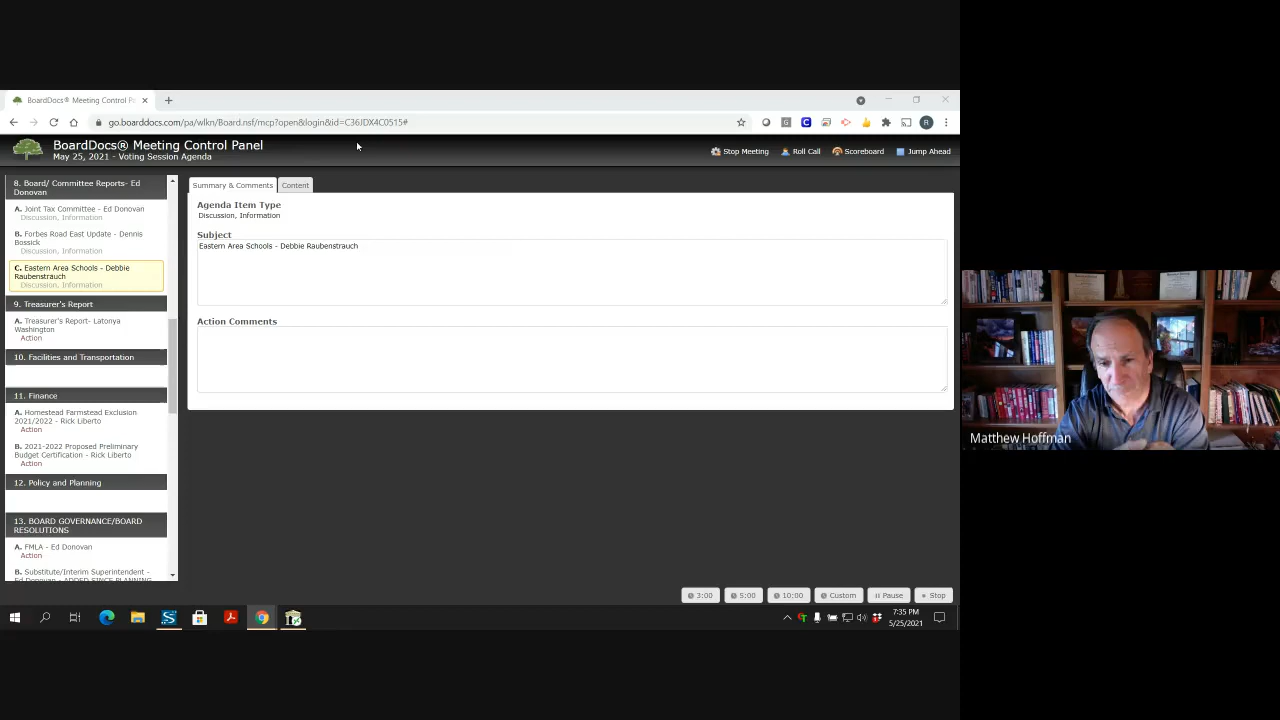 BoardDocs® Meeting Control Pa
go.boarddocs.com/pa/wlkn/Board.nsf/mcp?open&login&id=C36JDX4C0515#
BoardDocs® Meeting Control Panel
May 25, 2021 - Voting Session Agenda
Stop Meeting
Roll Call
Scoreboard
Jump Ahead
8. Board/ Committee Reports- Ed
Donovan
A. Joint Tax Committee - Ed Donovan
Discussion, Information
B. Forbes Road East Update - Dennis
Bossick
Discussion, Information
C. Eastern Area Schools - Debbie
Raubenstrauch
Discussion, Information
9. Treasurer's Report
A. Treasurer's Report- Latonya
Washington
Action
10. Facilities and Transportation
11. Finance
A. Homestead Farmstead Exclusion
2021/2022 - Rick Liberto
Action
B. 2021-2022 Proposed Preliminary
Budget Certification - Rick Liberto
Action
12. Policy and Planning
13. BOARD GOVERNANCE/BOARD
RESOLUTIONS
A. FMLA - Ed Donovan
Action
B. Substitute/Interim Superintendent -
Ed Donovan - ADDED SINCE PLANNING
Summary & Comments
Content
Agenda Item Type
Discussion, Information
Subject
Eastern Area Schools - Debbie Raubenstrauch
Action Comments
3:00
5:00
10:00
Custom
Pause
Stop
7:35 PM
5/25/2021
Matthew Hoffman